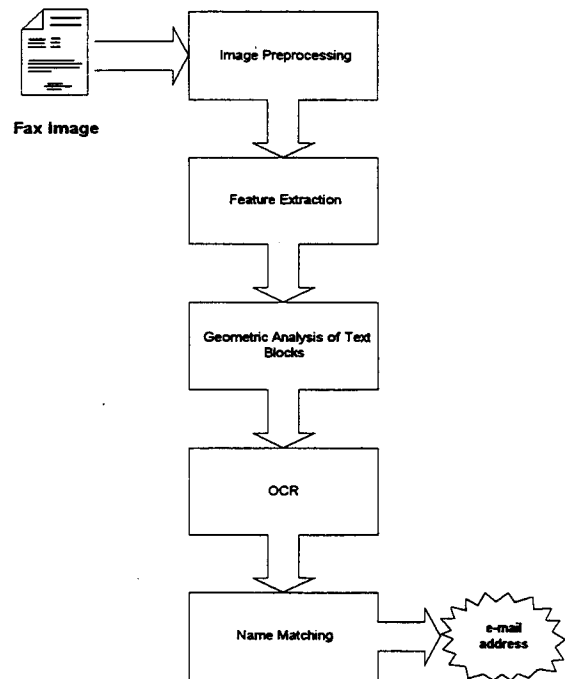 Image Preprocessing
Fax Image
Feature Extraction
Geometric Analysis of Text
Blocks
OCR
Name Matching
e-mail
address